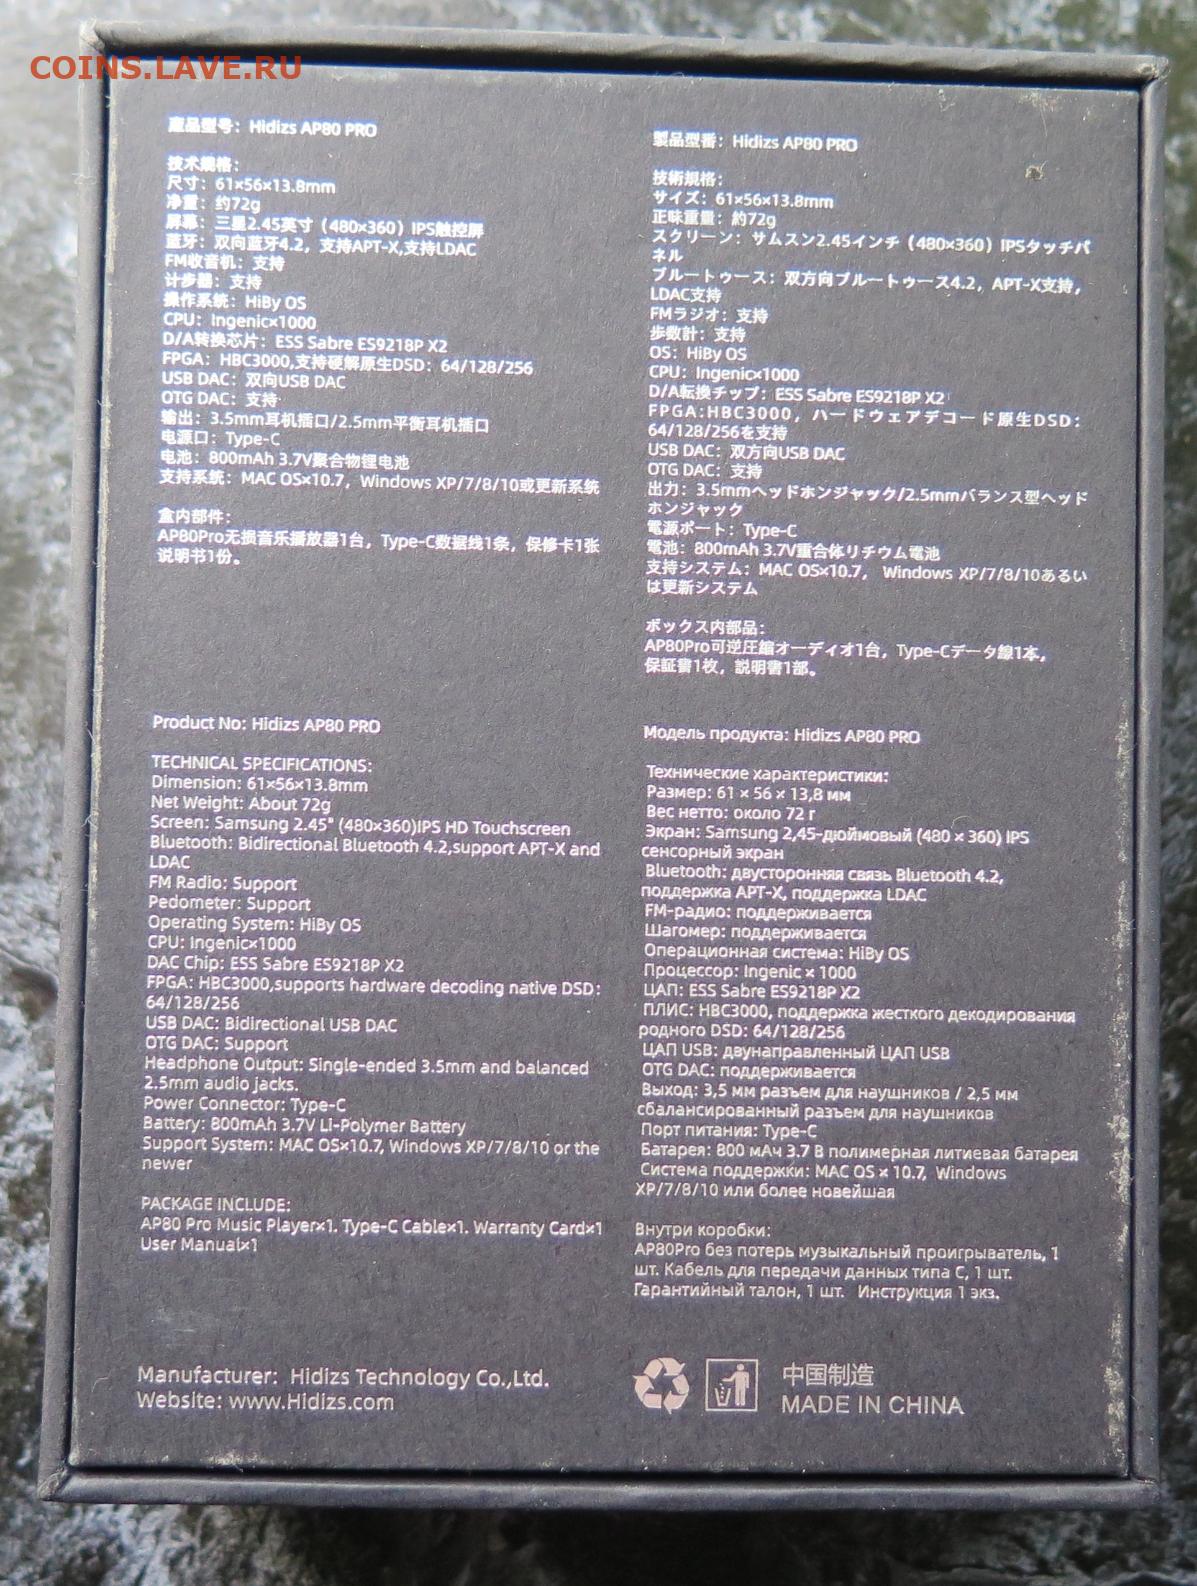 COINS.LAVE.RU
產品型号：Hidizs AP80 PRO
技术规格：
尺寸：61×56×13.8mm
净重：约72g
屏幕：三星2.45英寸（480×360）IPS触控屏
蓝牙：双向蓝牙4.2，支持APT-X,支持LDAC
FM收音机：支持
计步器：支持
操作系统：HiBy OS
CPU：Ingenic×1000
D/A转换芯片：ESS Sabre ES9218P X2
FPGA：HBC3000,支持硬解原生DSD：64/128/256
USB DAC：双向USB DAC
OTG DAC：支持
输出：3.5mm耳机插口/2.5mm平衡耳机插口
电源口：Type-C
电池：800mAh 3.7V聚合物锂电池
支持系统：MAC OS×10.7，Windows XP/7/8/10或更新系统
盒内部件：
AP80Pro无损音乐播放器1台，Type-C数据线1条，保修卡1张
说明书1份。
製品型番：Hidizs AP80 PRO
技術規格：
サイズ：61×56×13.8mm
正味重量：約72g
スクリーン：サムスン2.45インチ（480×360）IPSタッチパ
ネル
ブルートゥース：双方向ブルートゥース4.2，APT-X支持，
LDAC支持
FMラジオ：支持
歩数計：支持
OS：HiBy OS
CPU：Ingenic×1000
D/A転換チップ：ESS Sabre ES9218P X2
FPGA:HBC3000，ハードウェアデコード原生DSD：
64/128/256を支持
USB DAC：双方向USB DAC
OTG DAC：支持
出力：3.5mmヘッドホンジャック/2.5mmバランス型ヘッド
ホンジャック
電源ポート：Type-C
電池：800mAh 3.7V重合体リチウム電池
支持システム：MAC OS×10.7， Windows XP/7/8/10あるい
は更新システム
ボックス内部品：
AP80Pro可逆圧縮オーディオ1台，Type-Cデータ線1本，
保証書1枚，説明書1部。
Product No: Hidizs AP80 PRO
TECHNICAL SPECIFICATIONS:
Dimension: 61×56×13.8mm
Net Weight: About 72g
Screen: Samsung 2.45" (480×360)IPS HD Touchscreen
Bluetooth: Bidirectional Bluetooth 4.2,support APT-X and
LDAC
FM Radio: Support
Pedometer: Support
Operating System: HiBy OS
CPU: Ingenic×1000
DAC Chip: ESS Sabre ES9218P X2
FPGA: HBC3000,supports hardware decoding native DSD:
64/128/256
USB DAC: Bidirectional USB DAC
OTG DAC: Support
Headphone Output: Single-ended 3.5mm and balanced
2.5mm audio jacks.
Power Connector: Type-C
Battery: 800mAh 3.7V Li-Polymer Battery
Support System: MAC OS×10.7, Windows XP/7/8/10 or the
newer
PACKAGE INCLUDE:
AP80 Pro Music Player×1. Type-C Cable×1. Warranty Card×1
User Manual×1
Модель продукта: Hidizs AP80 PRO
Технические характеристики:
Размер: 61 × 56 × 13,8 мм
Вес нетто: около 72 г
Экран: Samsung 2,45-дюймовый (480 × 360) IPS
сенсорный экран
Bluetooth: двусторонняя связь Bluetooth 4.2,
поддержка APT-X, поддержка LDAC
FM-радио: поддерживается
Шагомер: поддерживается
Операционная система: HiBy OS
Процессор: Ingenic × 1000
ЦАП: ESS Sabre ES9218P X2
ПЛИС: HBC3000, поддержка жесткого декодирования
родного DSD: 64/128/256
ЦАП USB: двунаправленный ЦАП USB
OTG DAC: поддерживается
Выход: 3,5 мм разъем для наушников / 2,5 мм
сбалансированный разъем для наушников
Порт питания: Type-C
Батарея: 800 мАч 3.7 В полимерная литиевая батарея
Система поддержки: MAC OS × 10.7, Windows
XP/7/8/10 или более новейшая
Внутри коробки:
AP80Pro без потерь музыкальный проигрыватель, 1
шт. Кабель для передачи данных типа C, 1 шт.
Гарантийный талон, 1 шт. Инструкция 1 экз.
Manufacturer: Hidizs Technology Co.,Ltd.
Website: www.Hidizs.com
中国制造
MADE IN CHINA